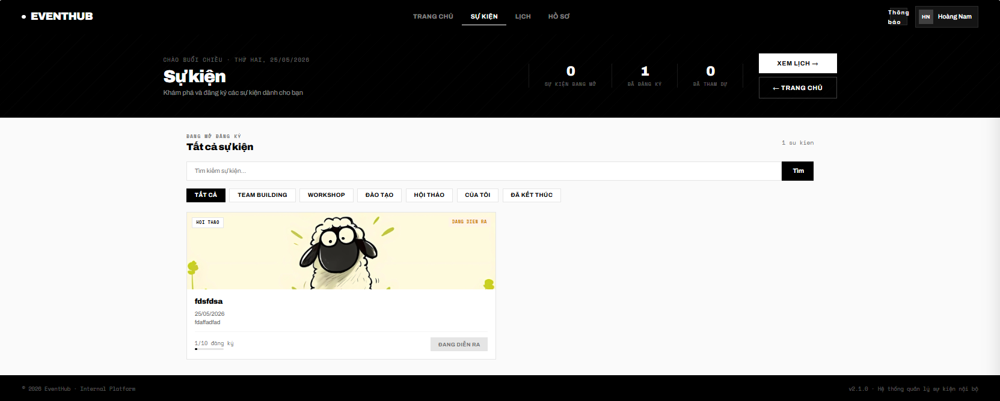 EVENTHUB
TRANG CHỦ
SỰ KIỆN
LỊCH
HỒ SƠ
Thông
báo
HN
Hoàng Nam
CHÀO BUỔI CHIỀU · THỨ HAI, 25/05/2026
Sự kiện
Khám phá và đăng ký các sự kiện dành cho bạn
0
SỰ KIỆN ĐANG MỞ
1
ĐÃ ĐĂNG KÝ
0
ĐÃ THAM DỰ
XEM LỊCH →
← TRANG CHỦ
ĐANG MỞ ĐĂNG KÝ
Tất cả sự kiện
1 su kien
Tìm kiếm sự kiện...
Tìm
TẤT CẢ
TEAM BUILDING
WORKSHOP
ĐÀO TẠO
HỘI THẢO
CỦA TÔI
ĐÃ KẾT THÚC
HOI THAO
DANG DIEN RA
fdsfdsa
25/05/2026
fdaffadfad
1/10 đăng ký
ĐANG DIỄN RA
© 2026 EventHub · Internal Platform
v2.1.0 · Hệ thống quản lý sự kiện nội bộ